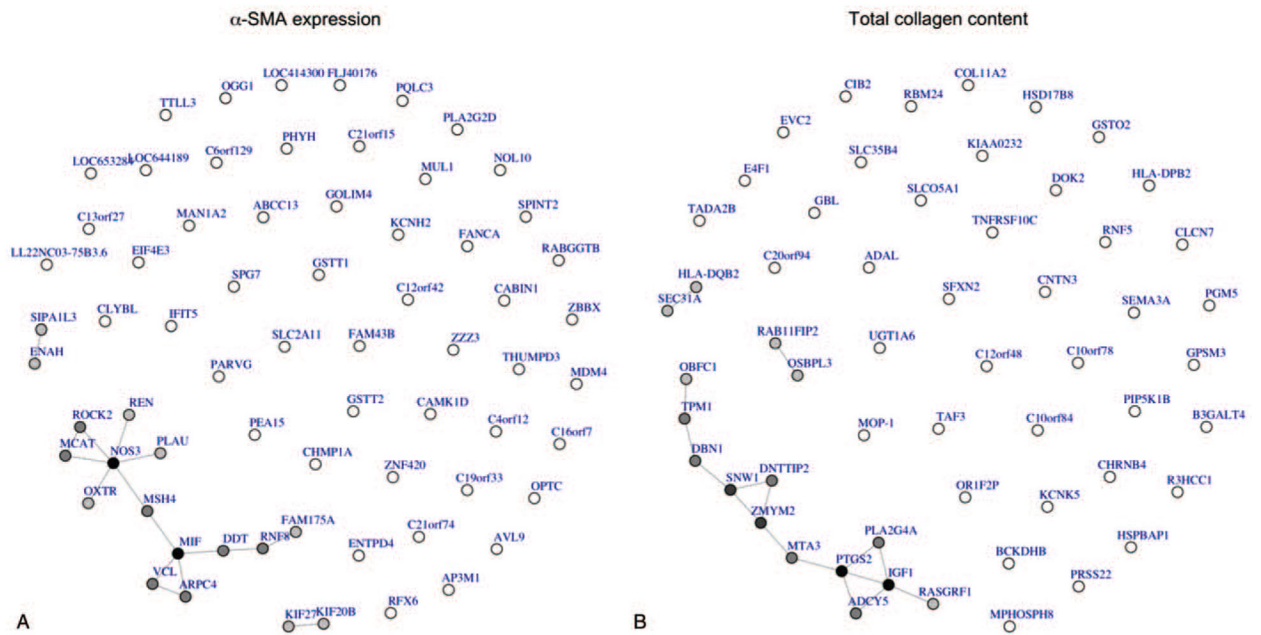 α-SMA expression
LOC414300 FLJ40176
OGG1
PQLC3
TTLL3
PLA2G2D
PHYH
C21orf15
LOC653284 LOC644189
C6orf129
MUL1
NOL10
GOLIM4
C13orf27
MAN1A2
ABCC13
SPINT2
KCNH2
FANCA
LL22NC03-75B3.6
EIF4E3
RABGGTB
SPG7
GSTT1
C12orf42
CABIN1
SIPA1L3
CLYBL
IFIT5
ZBBX
ENAH
SLC2A11
FAM43B
ZZZ3
PARVG
THUMPD3
MDM4
ROCK2
REN
GSTT2
CAMK1D
MCAT
NOS3
PLAU
PEA15
C4orf12
C16orf7
CHMP1A
OXTR
MSH4
ZNF420
C19orf33
OPTC
FAM175A
MIF
DDT
RNF8
C21orf74
ENTPD4
AVL9
VCL
ARPC4
AP3M1
KIF27 KIF20B
RFX6
A
Total collagen content
COL11A2
CIB2
RBM24
HSD17B8
EVC2
GSTO2
SLC35B4
KIAA0232
E4F1
DOK2
HLA-DPB2
SLCO5A1
TADA2B
GBL
TNFRSF10C
RNF5
CLCN7
C20orf94
ADAL
HLA-DQB2
SEC31A
SFXN2
CNTN3
SEMA3A
PGM5
RAB11FIP2
UGT1A6
OBFC1
OSBPL3
C12orf48
C10orf78
GPSM3
TPM1
MOP-1
TAF3
C10orf84
PIP5K1B
B3GALT4
DBN1
SNW1
DNTTIP2
OR1F2P
CHRNB4
R3HCC1
ZMYM2
KCNK5
MTA3
PLA2G4A
HSPBAP1
PTGS2
IGF1
BCKDHB
ADCY5
RASGRF1
PRSS22
MPHOSPH8
B